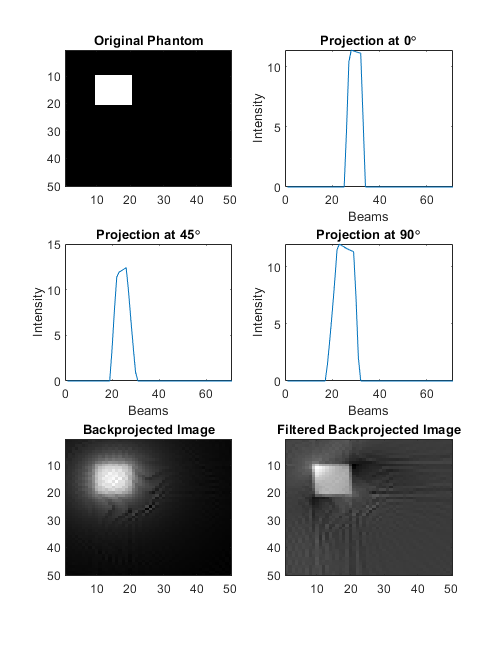 Original Phantom
10
20
30
40
50
10 20 30 40 50
Projection at 0°
10
5
0
Intensity
0 20 40 60
Beams
Projection at 45°
15
10
5
0
Intensity
0 20 40 60
Beams
Projection at 90°
10
5
0
Intensity
0 20 40 60
Beams
Backprojected Image
10
20
30
40
50
10 20 30 40 50
Filtered Backprojected Image
10
20
30
40
50
10 20 30 40 50